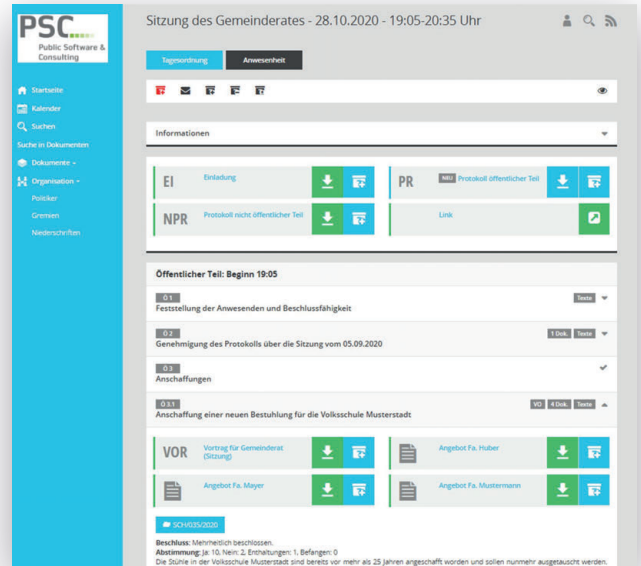 PSC
Public Software &
Consulting
Startseite
Kalender
Suchen
Suche in Dokumenten
Dokumente
Organisation
Politiker
Gremien
Niederschriften
Sitzung des Gemeinderates - 28.10.2020 - 19:05-20:35 Uhr
Tagesordnung Anwesenheit
Informationen
EI Einladung
PR NEU Protokoll öffentlicher Teil
NPR Protokoll nicht öffentlicher Teil
Link
Öffentlicher Teil: Beginn 19:05
Ö 1 Texte
Feststellung der Anwesenden und Beschlussfähigkeit
Ö 2 1 Dok. Texte
Genehmigung des Protokolls über die Sitzung vom 05.09.2020
Ö 3
Anschaffungen
Ö 3.1 VO 4 Dok. Texte
Anschaffung einer neuen Bestuhlung für die Volksschule Musterstadt
VOR Vortrag für Gemeinderat
(Sitzung)
Angebot Fa. Huber
Angebot Fa. Mayer
Angebot Fa. Mustermann
SCH/035/2020
Beschluss: Mehrheitlich beschlossen.
Abstimmung: Ja: 10, Nein: 2, Enthaltungen: 1, Befangen: 0
Die Stühle in der Volksschule Musterstadt sind bereits vor mehr als 25 Jahren angeschafft worden und sollen nunmehr ausgetauscht werden.